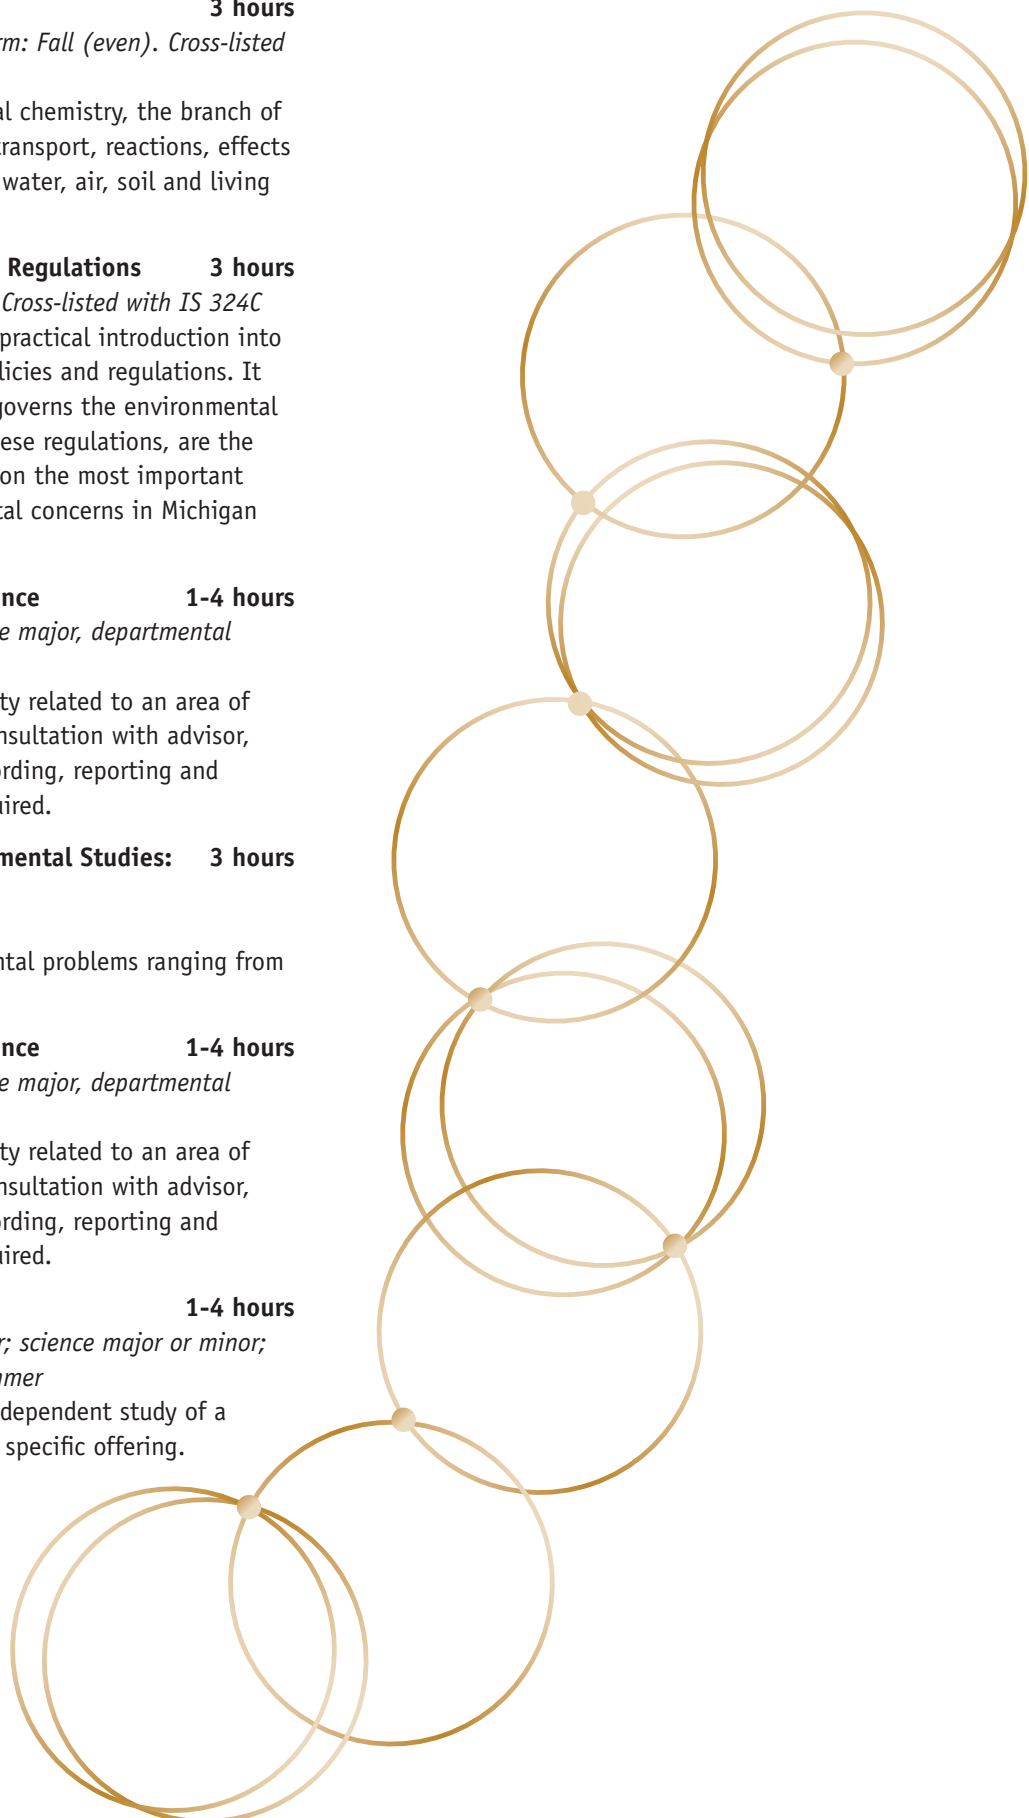 3 hours
rm: Fall (even). Cross-listed
al chemistry, the branch of
transport, reactions, effects
water, air, soil and living
Regulations 3 hours
Cross-listed with IS 324C
practical introduction into
licies and regulations. It
governs the environmental
ese regulations, are the
on the most important
tal concerns in Michigan
nce 1-4 hours
e major, departmental
ty related to an area of
nsultation with advisor,
ording, reporting and
uired.
mental Studies: 3 hours
ntal problems ranging from
nce 1-4 hours
e major, departmental
ty related to an area of
nsultation with advisor,
ording, reporting and
uired.
1-4 hours
r; science major or minor;
mer
dependent study of a
specific offering.